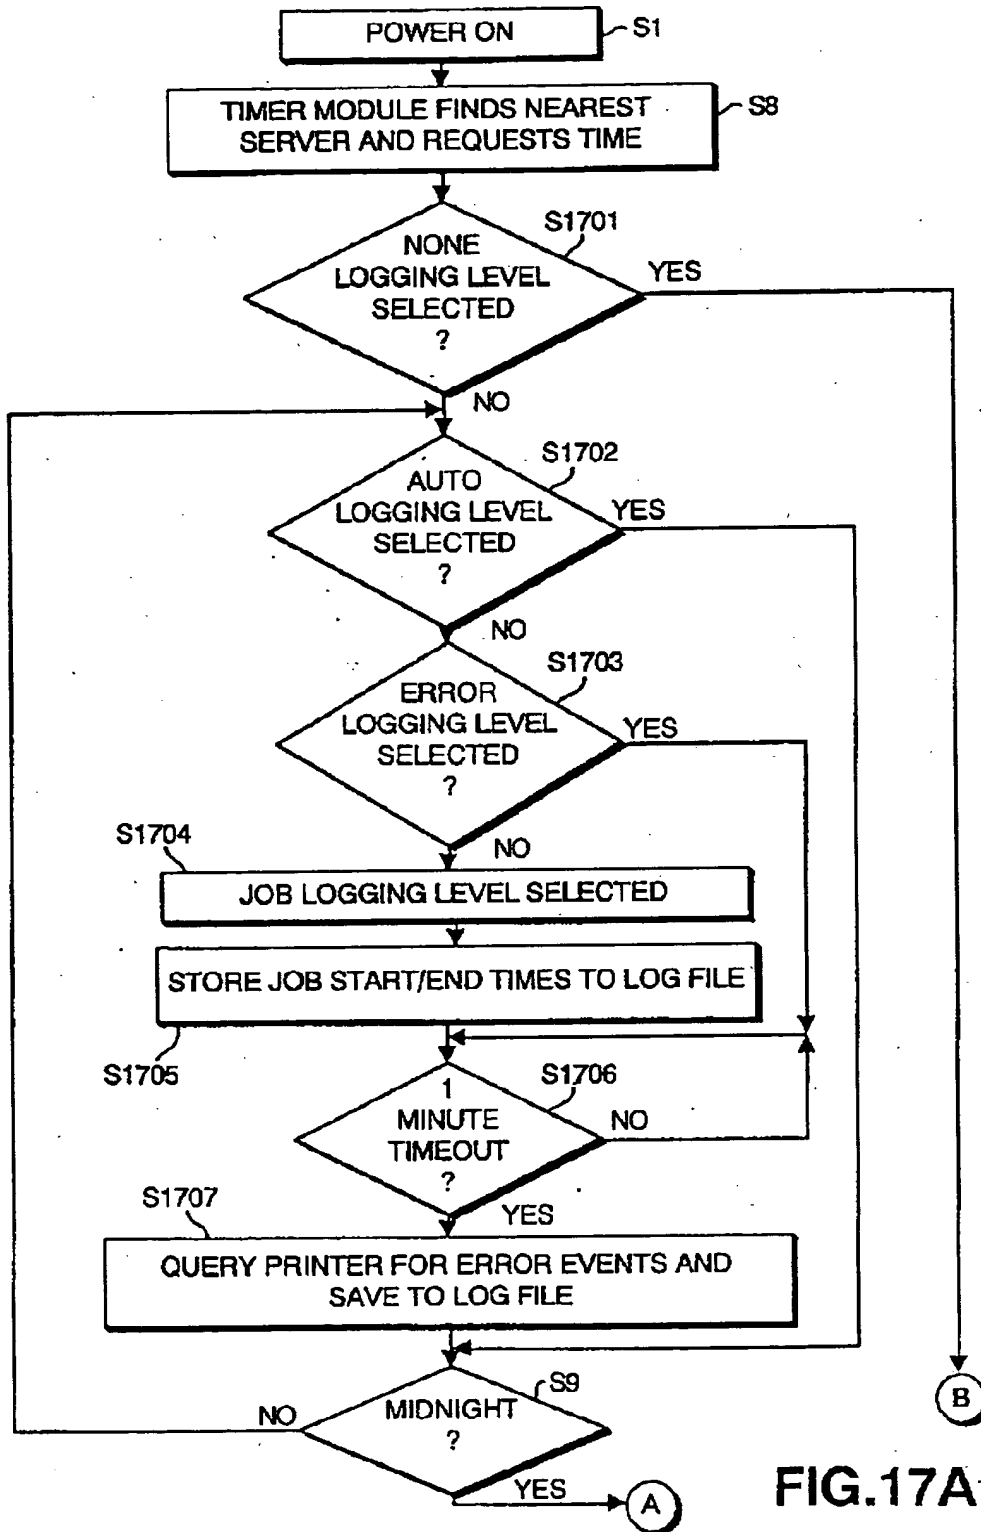 POWER ON
S1
TIMER MODULE FINDS NEAREST
SERVER AND REQUESTS TIME
S8
S1701
NONE
LOGGING LEVEL
SELECTED
?
YES
NO
S1702
AUTO
LOGGING LEVEL
SELECTED
?
YES
NO
S1703
ERROR
LOGGING LEVEL
SELECTED
?
YES
NO
S1704
JOB LOGGING LEVEL SELECTED
STORE JOB START/END TIMES TO LOG FILE
S1705
S1706
1
MINUTE
TIMEOUT
?
NO
YES
S1707
QUERY PRINTER FOR ERROR EVENTS AND
SAVE TO LOG FILE
S9
MIDNIGHT
?
NO
YES
A
B
FIG.17A